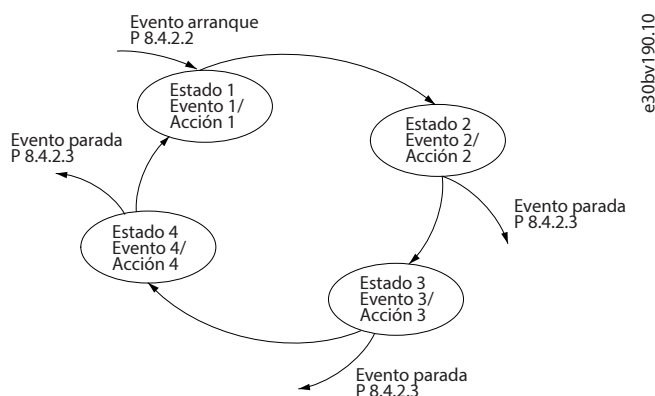 Evento arranque
P 8.4.2.2
Estado 1
Evento 1/
Acción 1
Estado 2
Evento 2/
Acción 2
Evento parada
P 8.4.2.3
Estado 4
Evento 4/
Acción 4
Evento parada
P 8.4.2.3
Estado 3
Evento 3/
Acción 3
Evento parada
P 8.4.2.3
e30bv190.10